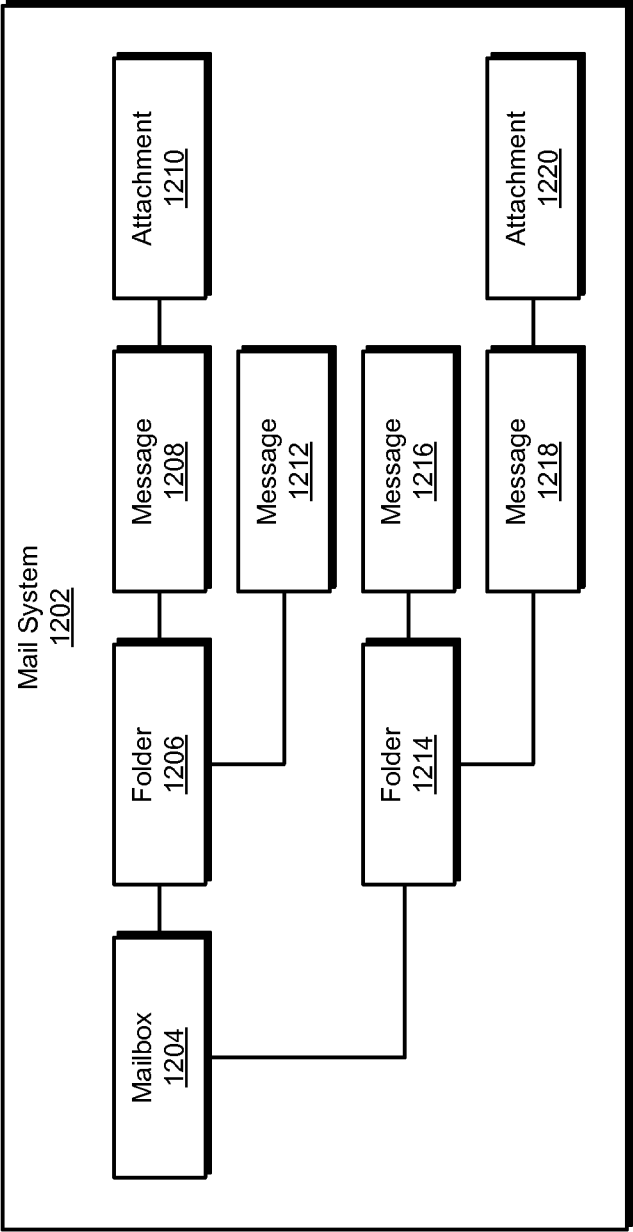 Mail System
1202
Mailbox
1204
Folder
1206
Message
1208
Attachment
1210
Message
1212
Folder
1214
Message
1216
Message
1218
Attachment
1220